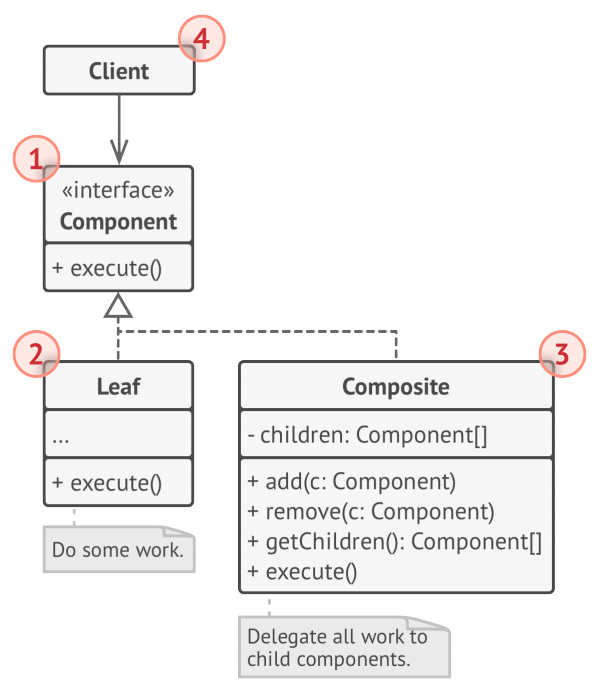 4
Client
1
«interface»
Component
+ execute()
2
Leaf
...
+ execute()
Do some work.
3
Composite
- children: Component[]
+ add(c: Component)
+ remove(c: Component)
+ getChildren(): Component[]
+ execute()
Delegate all work to
child components.